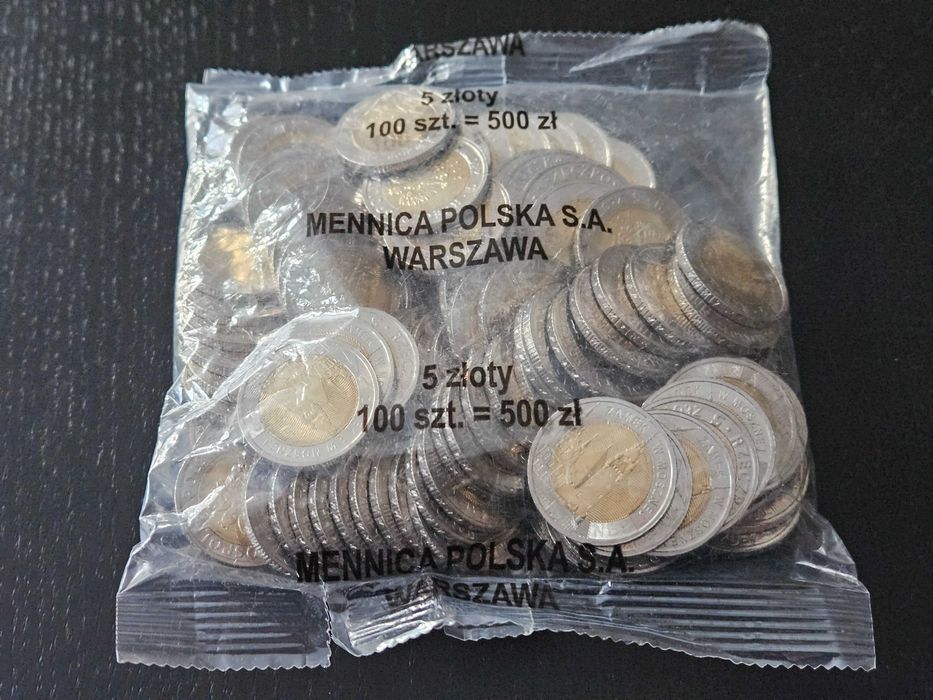 WARSZAWA
5 złoty
100 szt. = 500 zł
MENNICA POLSKA S.A.
WARSZAWA
5 złoty
100 szt. = 500 zł
MENNICA POLSKA S.A.
WARSZAWA